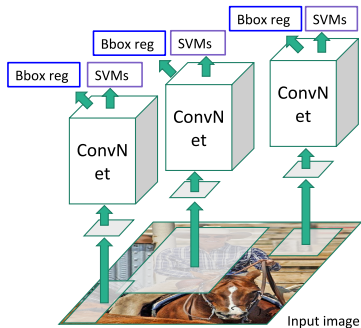 Bbox reg SVMs
Bbox reg SVMs
Bbox reg SVMs
ConvN
et
ConvN
et
ConvN
et
Input image